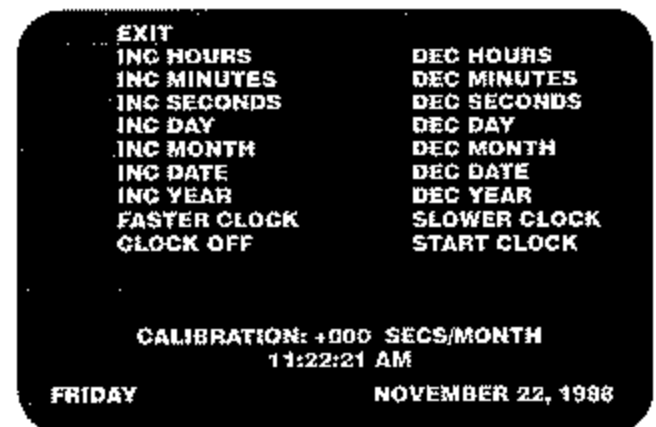 EXIT
INC HOURS DEC HOURS
INC MINUTES DEC MINUTES
INC SECONDS DEC SECONDS
INC DAY DEC DAY
INC MONTH DEC MONTH
INC DATE DEC DATE
INC YEAR DEC YEAR
FASTER CLOCK SLOWER CLOCK
CLOCK OFF START CLOCK
CALIBRATION: +000 SECS/MONTH
11:22:21 AM
FRIDAY NOVEMBER 22,